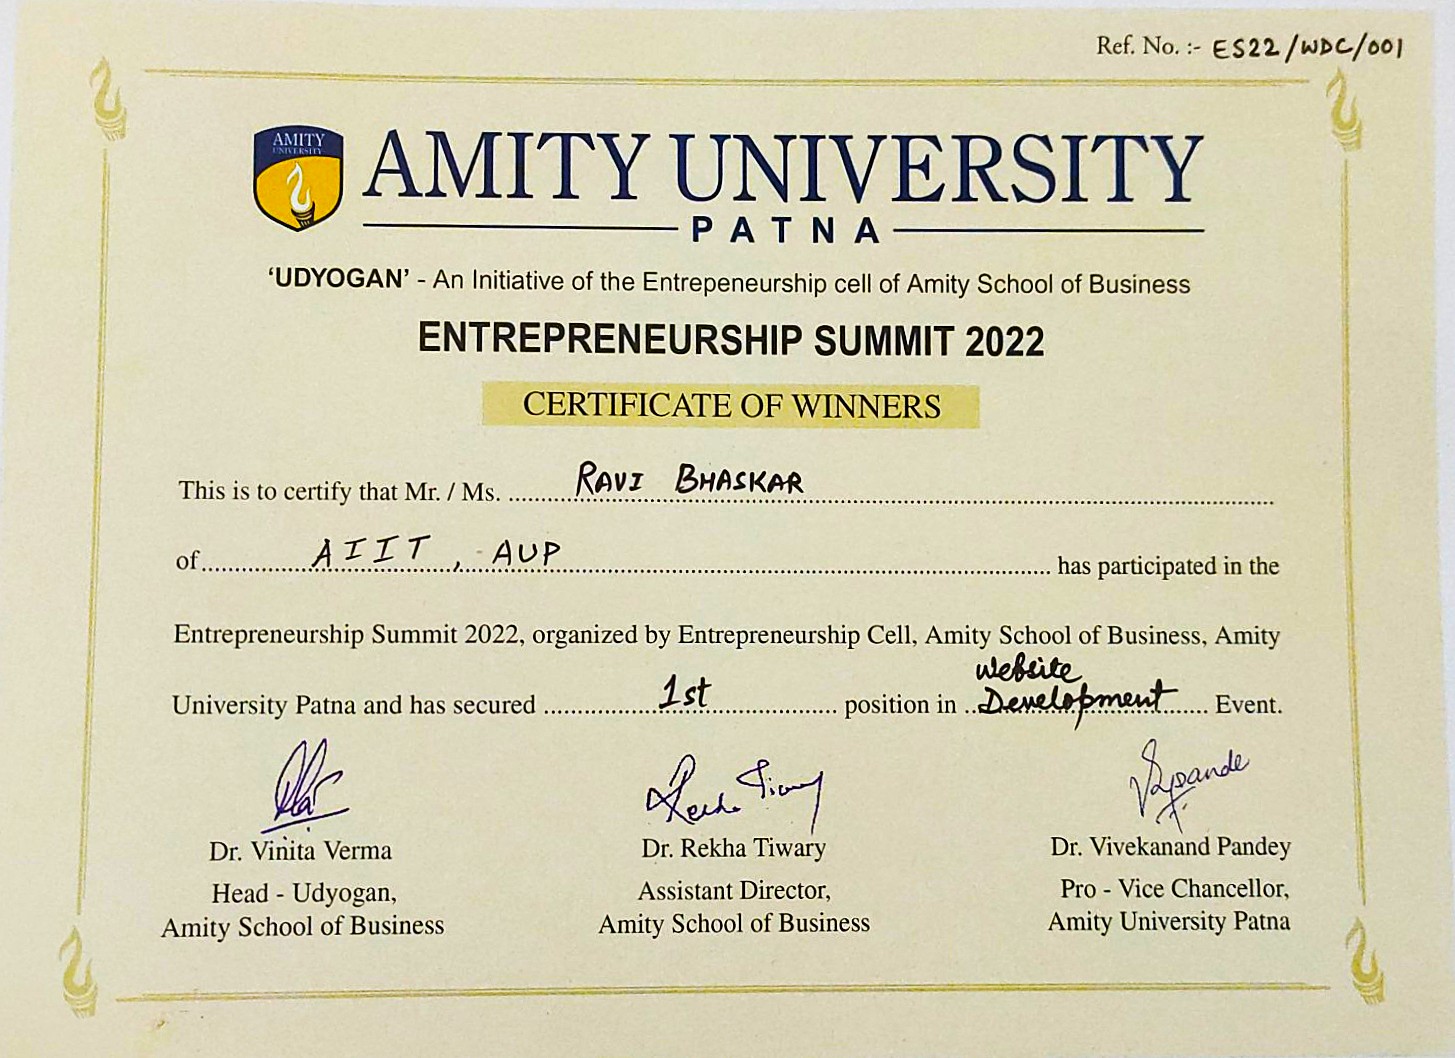 Ref. No. :- ES22/WDC/001
AMITY
UNIVERSITY
AMITY UNIVERSITY
PATNA
'UDYOGAN' - An Initiative of the Entrepeneurship cell of Amity School of Business
ENTREPRENEURSHIP SUMMIT 2022
CERTIFICATE OF WINNERS
This is to certify that Mr. / Ms. RAVI BHASKAR
of AIIT, AUP has participated in the
Entrepreneurship Summit 2022, organized by Entrepreneurship Cell, Amity School of Business, Amity
University Patna and has secured 1st position in Website Development Event.
Rekha Tiwary
Dr. Vinita Verma
Head - Udyogan,
Amity School of Business
Dr. Rekha Tiwary
Assistant Director,
Amity School of Business
Dr. Vivekanand Pandey
Pro - Vice Chancellor,
Amity University Patna